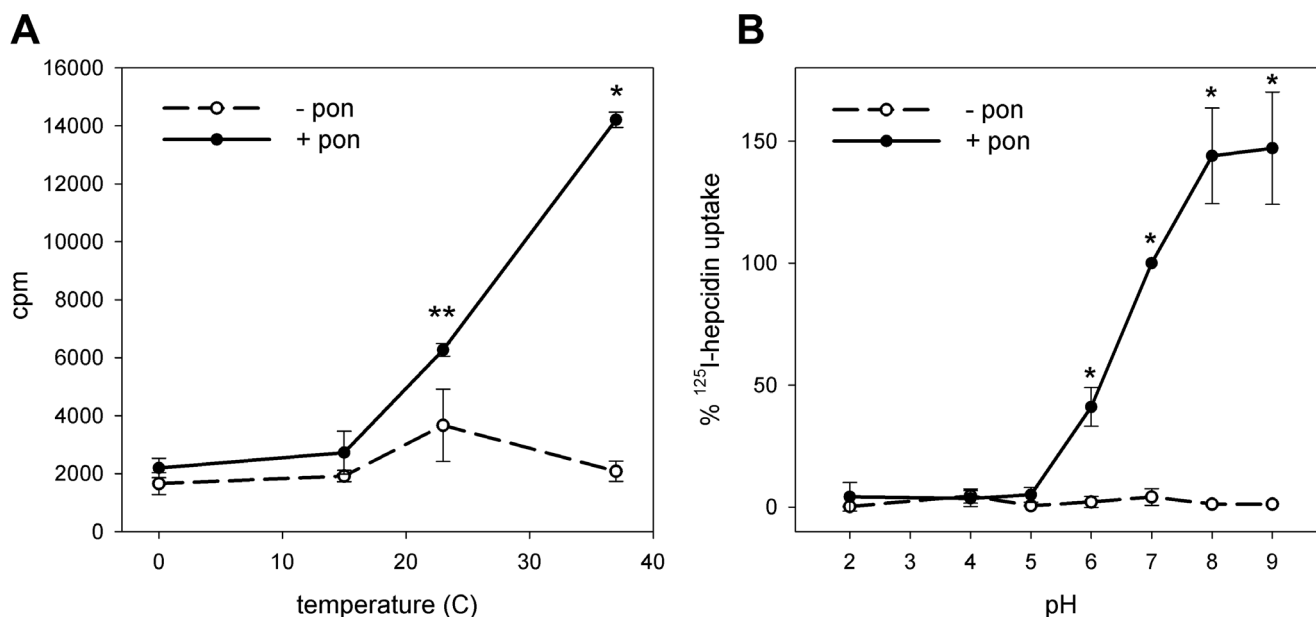 A
cpm
16000
14000
12000
10000
8000
6000
4000
2000
0
- pon
+ pon
*
**
0 10 20 30 40
temperature (C)
B
% ¹²⁵I-hepcidin uptake
150
100
50
0
- pon
+ pon
* *
*
*
2 3 4 5 6 7 8 9
pH